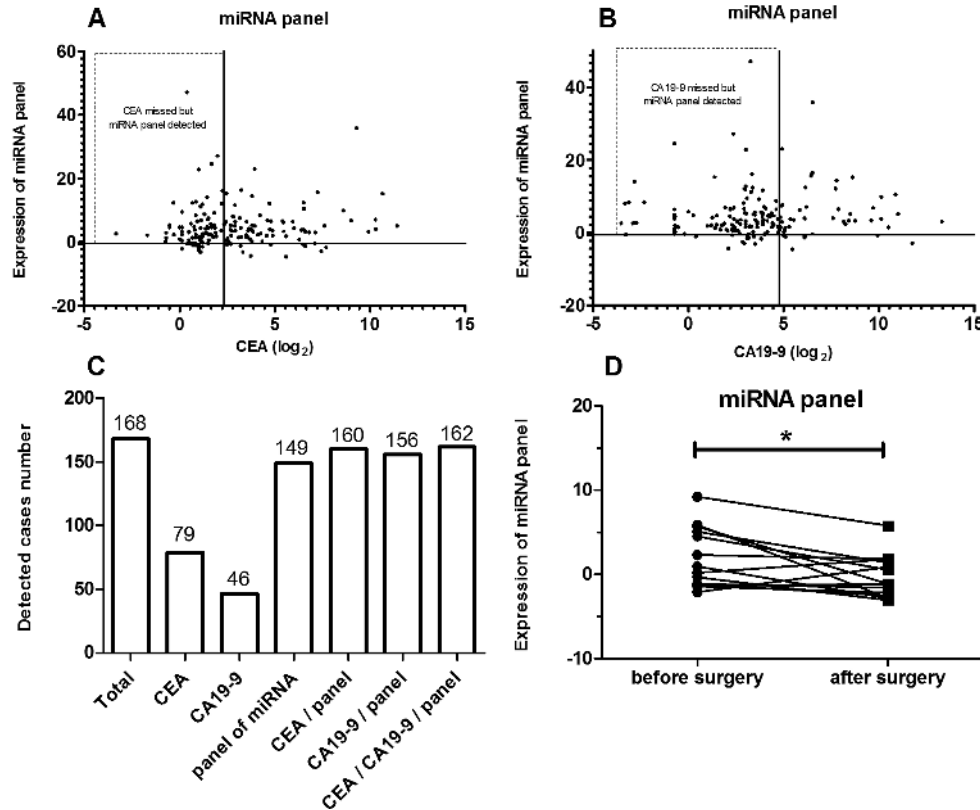 A
miRNA panel
Expression of miRNA panel
60
40
20
0
-20
CEA missed but
miRNA panel detected
-5
0
5
10
15
CEA (log2)
B
miRNA panel
Expression of miRNA panel
60
40
20
0
-20
CA19-9 missed but
miRNA panel detected
-5
0
5
10
15
CA19-9 (log2)
C
Detected cases number
200
150
100
50
0
168
79
46
149
160
156
162
Total
CEA
CA19-9
panel of miRNA
CEA / panel
CA19-9 / panel
CEA / CA19-9 / panel
D
miRNA panel
Expression of miRNA panel
20
10
0
-10
*
before surgery
after surgery